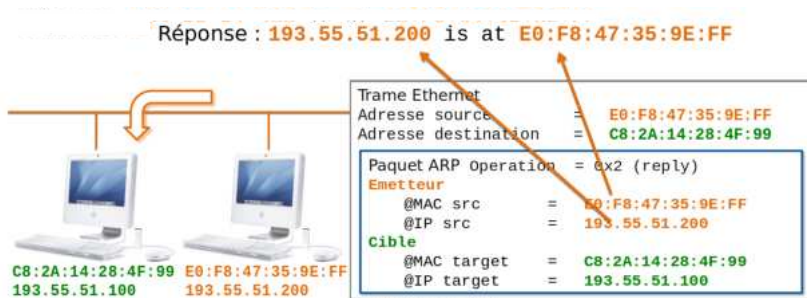 Réponse : 193.55.51.200 is at E0:F8:47:35:9E:FF
Trame Ethernet
Adresse source = E0:F8:47:35:9E:FF
Adresse destination = C8:2A:14:28:4F:99
Paquet ARP Operation = 0x2 (reply)
Emetteur
@MAC src = E0:F8:47:35:9E:FF
@IP src = 193.55.51.200
Cible
@MAC target = C8:2A:14:28:4F:99
@IP target = 193.55.51.100
C8:2A:14:28:4F:99 E0:F8:47:35:9E:FF
193.55.51.100 193.55.51.200